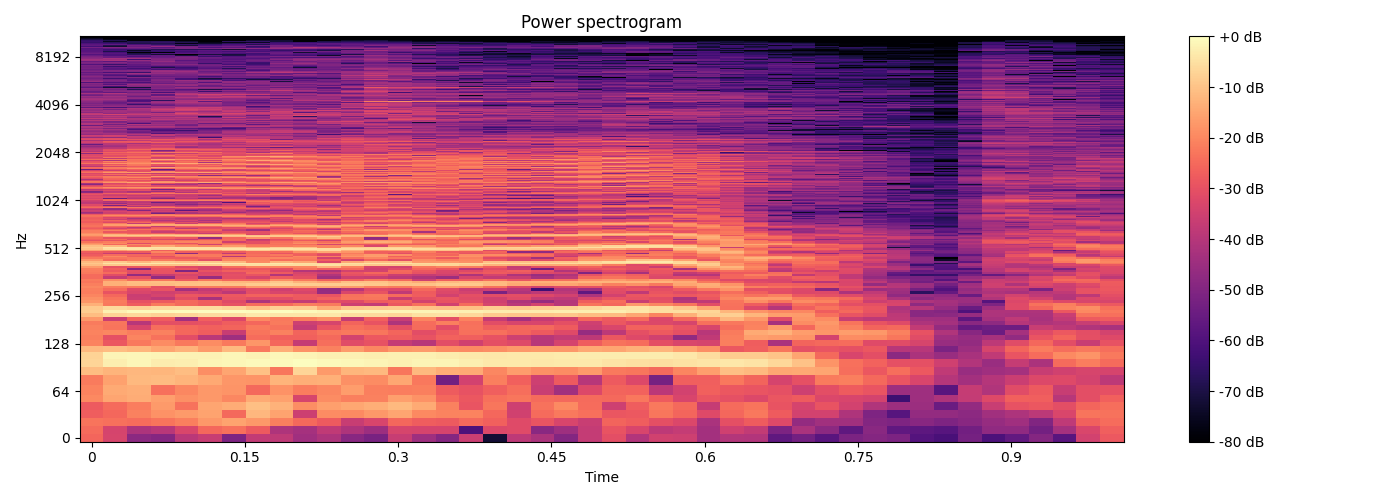 Power spectrogram
Hz
8192
4096
2048
1024
512
256
128
64
0
0 0.15 0.3 0.45 0.6 0.75 0.9
Time
+0 dB
-10 dB
-20 dB
-30 dB
-40 dB
-50 dB
-60 dB
-70 dB
-80 dB